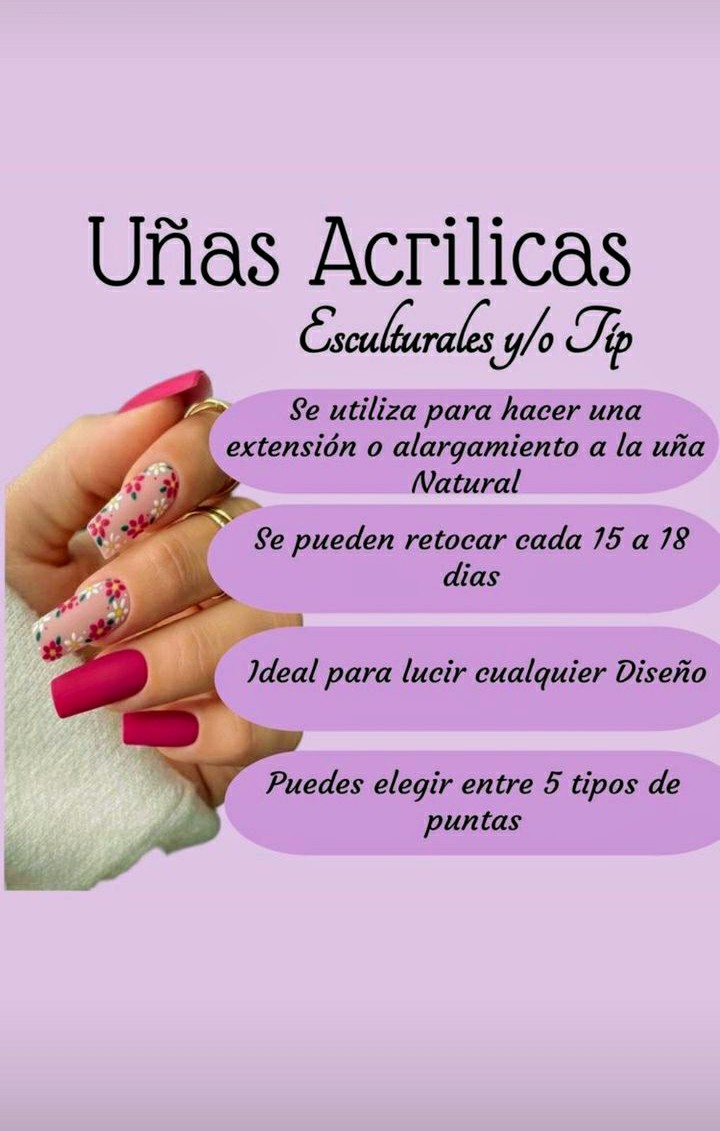 Uñas Acrilicas
Esculturales y/o Tip
Se utiliza para hacer una
extensión o alargamiento a la uña
Natural
Se pueden retocar cada 15 a 18
dias
Ideal para lucir cualquier Diseño
Puedes elegir entre 5 tipos de
puntas